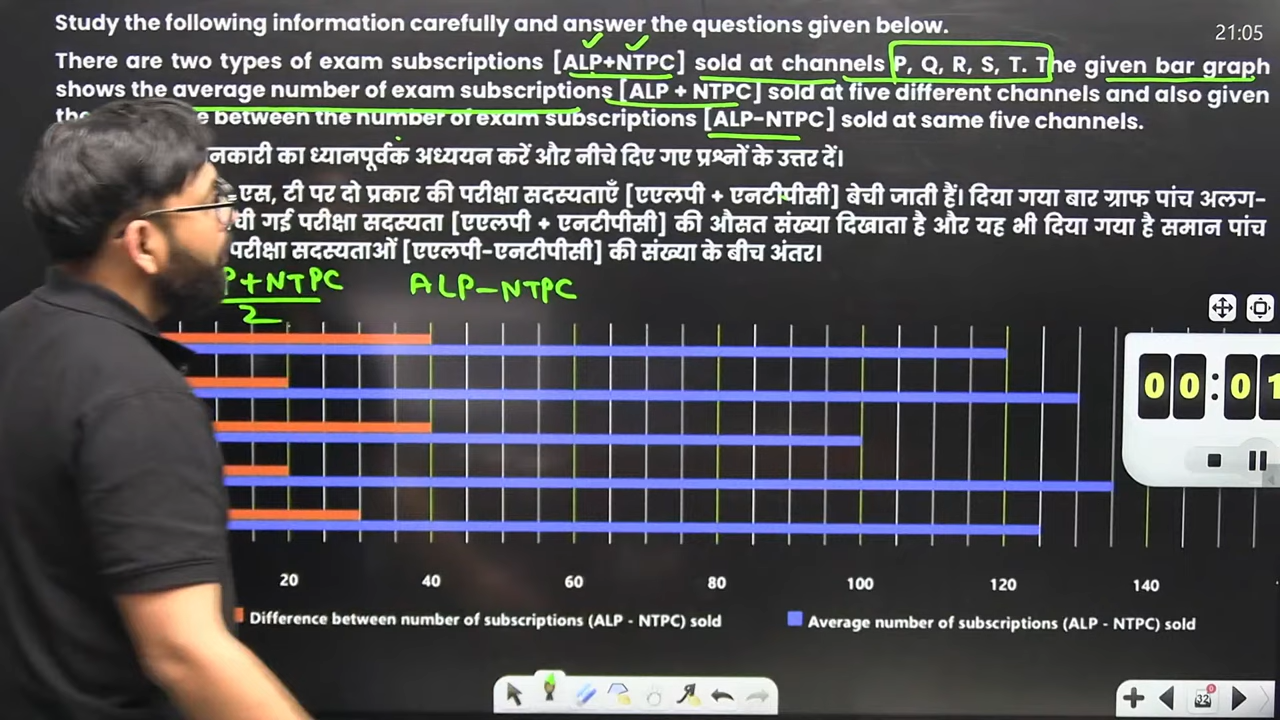 Study the following information carefully and answer the questions given below.
21:05
There are two types of exam subscriptions [ALP+NTPC] sold at channels P, Q, R, S, T. The given bar graph
shows the average number of exam subscriptions [ALP + NTPC] sold at five different channels and also given
between the number of exam subscriptions [ALP-NTPC] sold at same five channels.
का ध्यानपूर्वक अध्ययन करें और नीचे दिए गए प्रश्नों के उत्तर दें।
एस, टी पर दो प्रकार की परीक्षा सदस्यताएँ [एएलपी + एनटीपीसी] बेची जाती हैं। दिया गया बार ग्राफ पांच अलग-
गई परीक्षा सदस्यता [एएलपी + एनटीपीसी] की औसत संख्या दिखाता है और यह भी दिया गया है समान पांच
परीक्षा सदस्यताओं [एएलपी-एनटीपीसी] की संख्या के बीच अंतर।
P+NTPC
2
ALP-NTPC
00:01
20 40 60 80 100 120 140
Difference between number of subscriptions (ALP - NTPC) sold
Average number of subscriptions (ALP - NTPC) sold